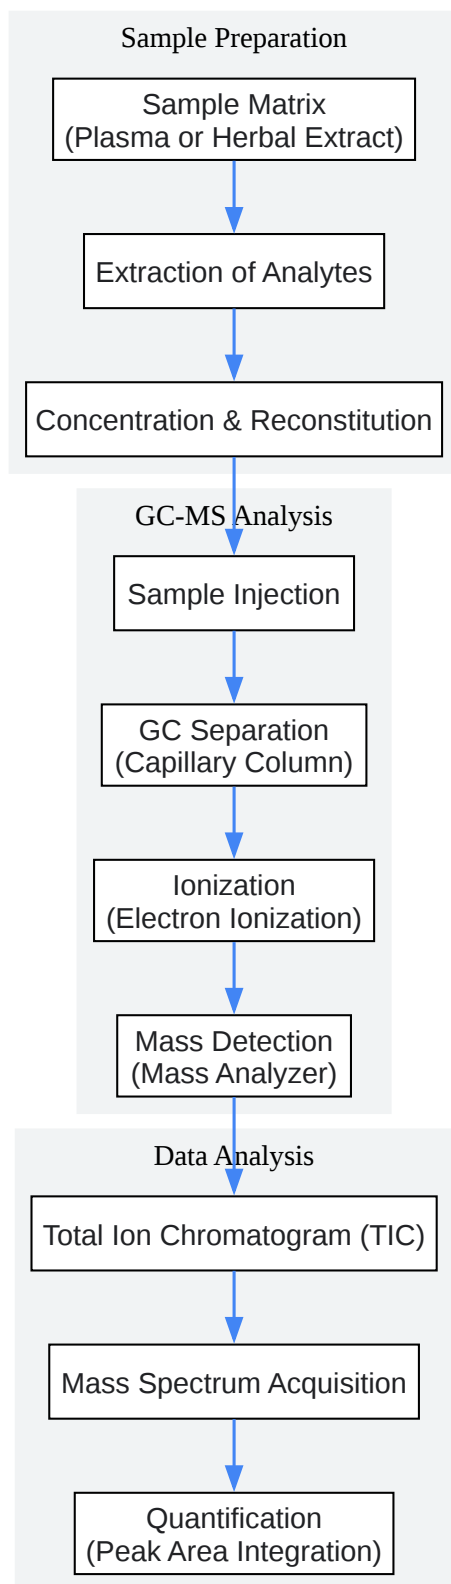 Sample Preparation
Sample Matrix
(Plasma or Herbal Extract)
Extraction of Analytes
Concentration & Reconstitution
GC-MS Analysis
Sample Injection
GC Separation
(Capillary Column)
Ionization
(Electron Ionization)
Mass Detection
(Mass Analyzer)
Data Analysis
Total Ion Chromatogram (TIC)
Mass Spectrum Acquisition
Quantification
(Peak Area Integration)